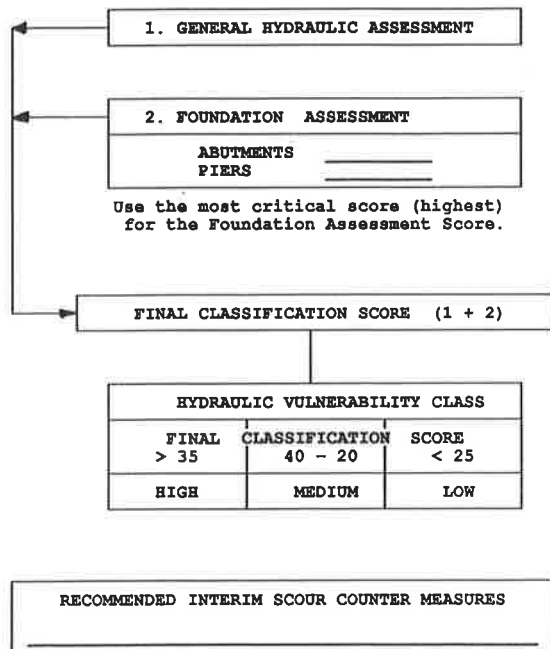 1. GENERAL HYDRAULIC ASSESSMENT
2. FOUNDATION ASSESSMENT
ABUTMENTS
PIERS
Use the most critical score (highest)
for the Foundation Assessment Score.
FINAL CLASSIFICATION SCORE (1 + 2)
HYDRAULIC VULNERABILITY CLASS
FINAL CLASSIFICATION SCORE
> 35 40 - 20 < 25
HIGH MEDIUM LOW
RECOMMENDED INTERIM SCOUR COUNTER MEASURES